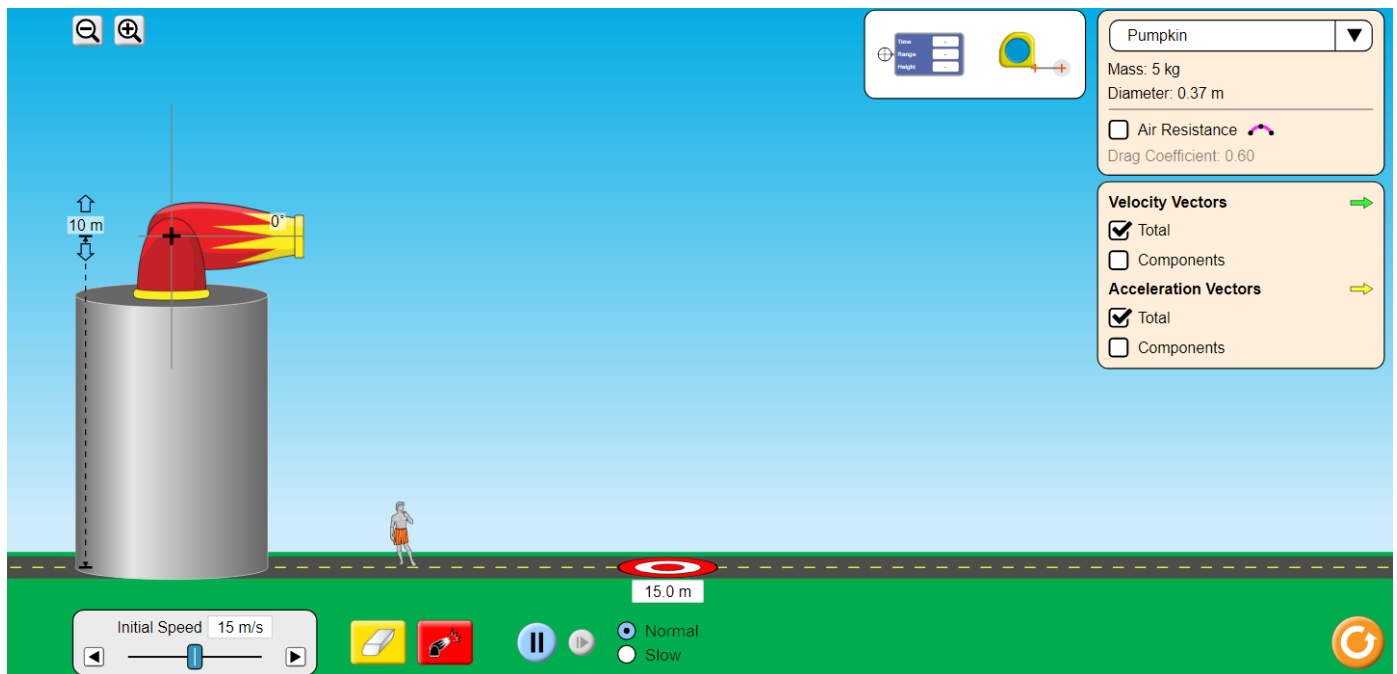 Time -
Range -
Height -
Pumpkin
Mass: 5 kg
Diameter: 0.37 m
Air Resistance
Drag Coefficient: 0.60
Velocity Vectors
Total
Components
Acceleration Vectors
Total
Components
10 m
0°
15.0 m
Initial Speed 15 m/s
Normal
Slow